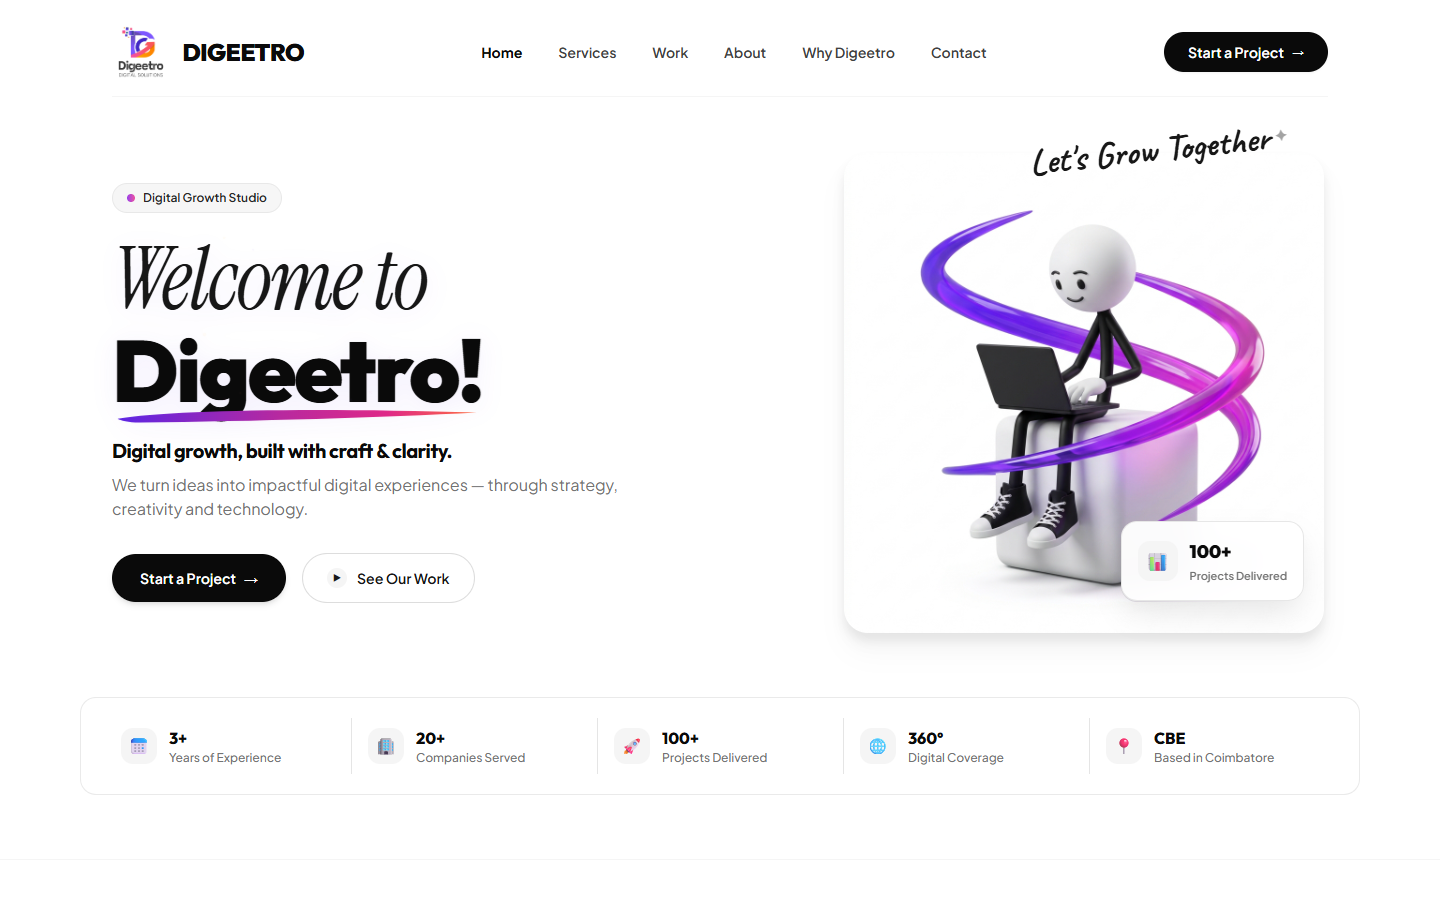 Digeetro
DIGITAL SOLUTIONS
DIGEETRO
Home
Services
Work
About
Why Digeetro
Contact
Start a Project →
Let's Grow Together
Digital Growth Studio
Welcome to
Digeetro!
Digital growth, built with craft & clarity.
We turn ideas into impactful digital experiences — through strategy,
creativity and technology.
Start a Project →
See Our Work
100+
Projects Delivered
3+
Years of Experience
20+
Companies Served
100+
Projects Delivered
360°
Digital Coverage
CBE
Based in Coimbatore